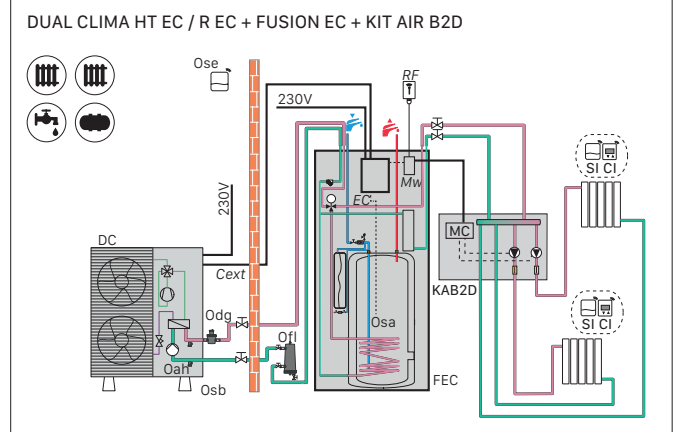 DUAL CLIMA HT EC / R EC + FUSION EC + KIT AIR B2D
Ose
RF
230V
230V
EC
Mw
SI CI
DC
Cext
MC
KAB2D
Odg
Ofl
Osa
SI CI
Oah
Osb
FEC